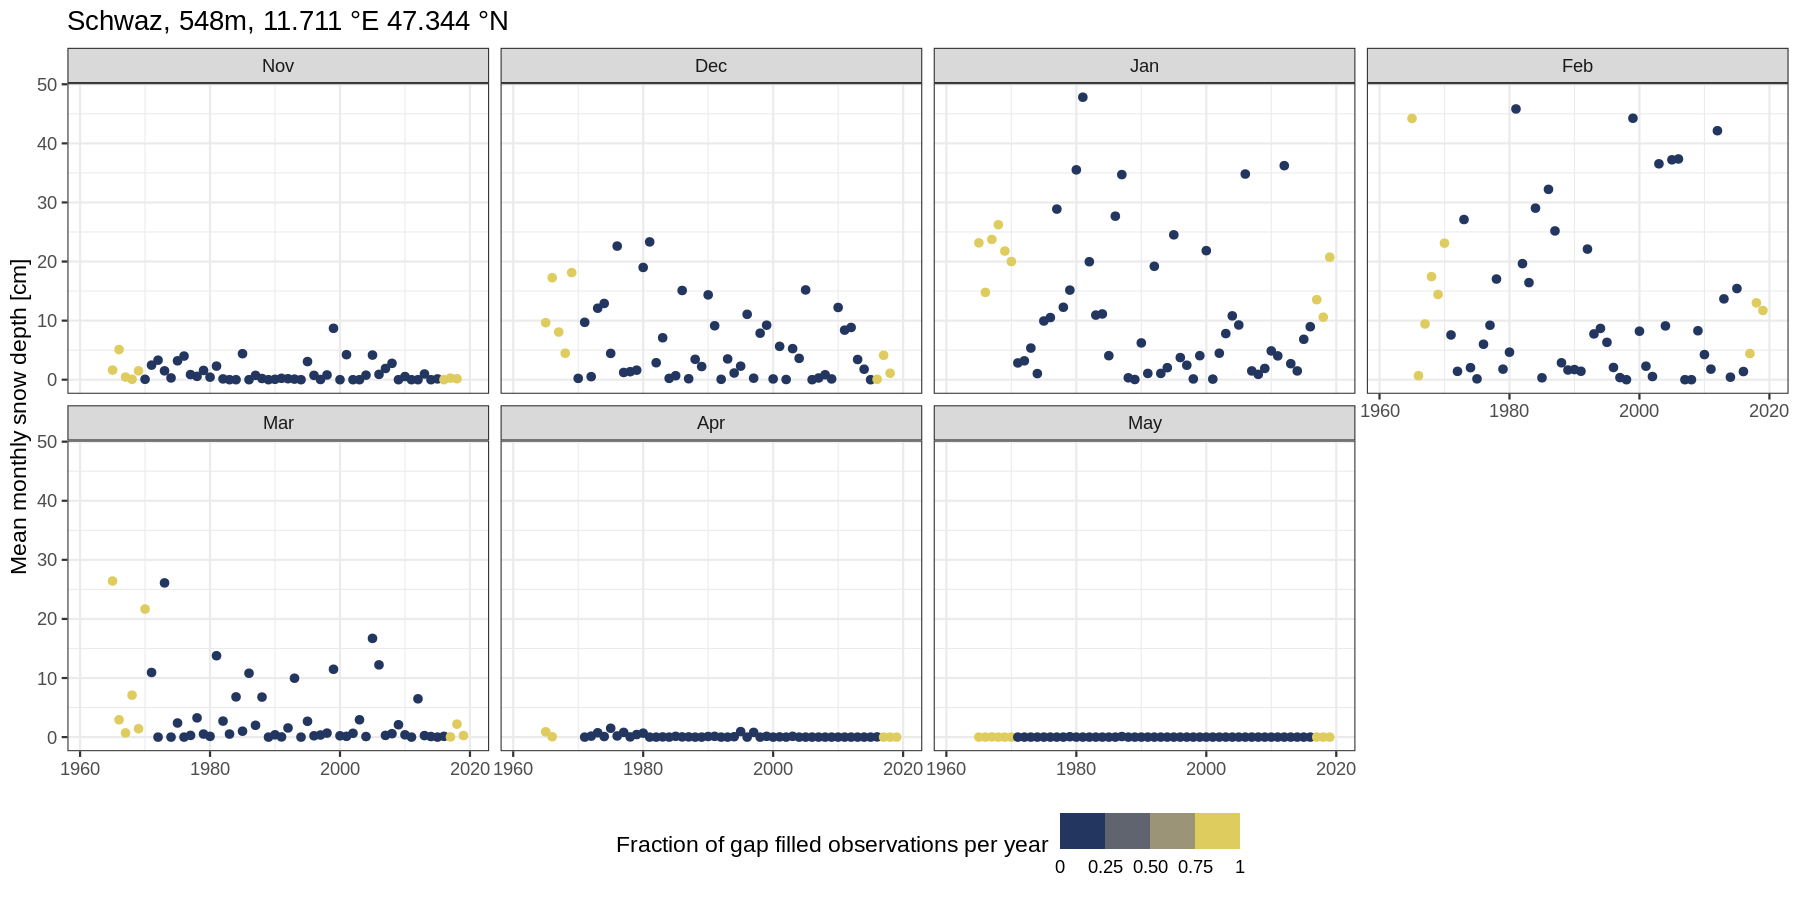 Schwaz, 548m, 11.711 °E 47.344 °N
Nov Dec Jan Feb
50
40
30
20
10
0
1960 1980 2000 2020
Mean monthly snow depth [cm]
Mar Apr May
50
40
30
20
10
0
1960 1980 2000 2020 1960 1980 2000 2020 1960 1980 2000 2020
Fraction of gap filled observations per year
0 0.25 0.50 0.75 1